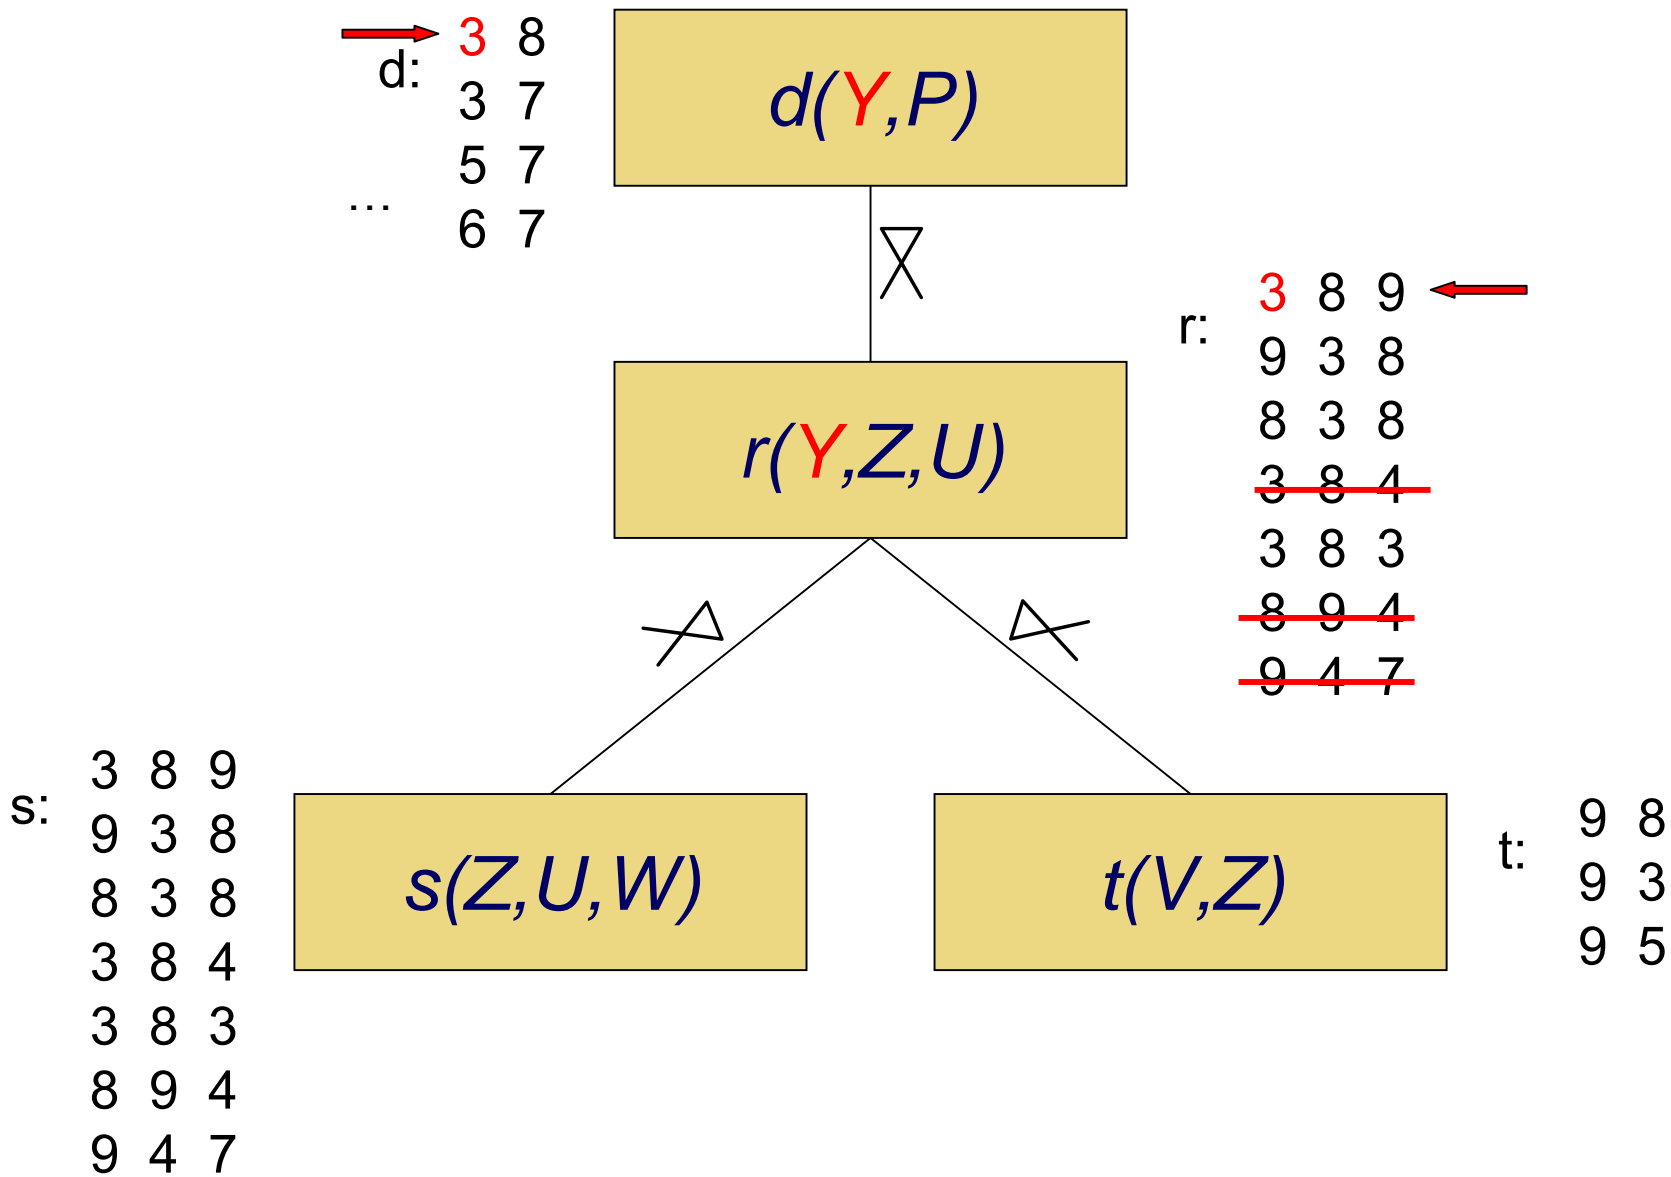 d:
3 8
3 7
5 7
6 7
…
d(Y,P)
r(Y,Z,U)
r:
3 8 9
9 3 8
8 3 8
3 8 4
3 8 3
8 9 4
9 4 7
s:
3 8 9
9 3 8
8 3 8
3 8 4
3 8 3
8 9 4
9 4 7
s(Z,U,W)
t(V,Z)
t:
9 8
9 3
9 5